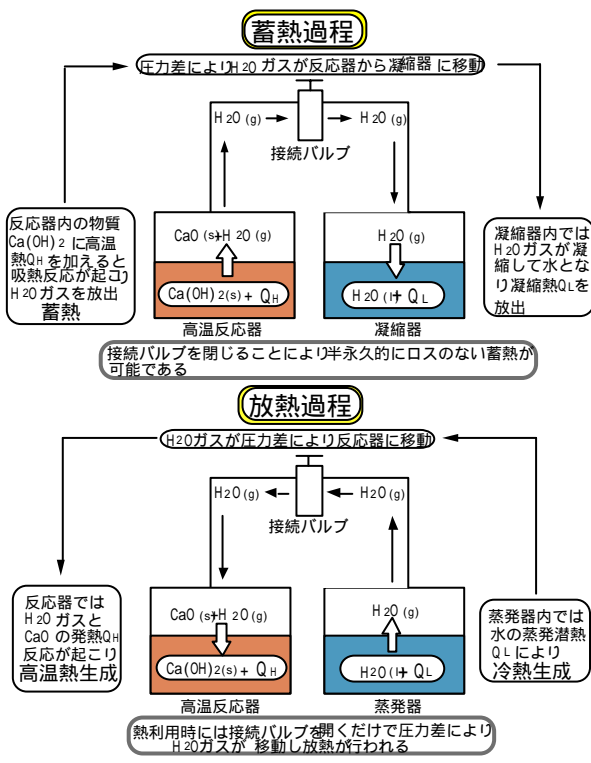 蓄熱過程
圧力差によりH2Oガスが反応器から凝縮器に移動
H2O (g)
H2O (g)
接続バルブ
反応器内の物質
Ca(OH)2 に高温
熱QHを加えると
吸熱反応が起こり
H2Oガスを放出
蓄熱
CaO (s)+H2O (g)
Ca(OH)2(s) + QH
高温反応器
H2O (g)
H2O (l)+ QL
凝縮器
凝縮器内では
H2Oガスが凝
縮して水とな
り凝縮熱QLを
放出
接続バルブを閉じることにより半永久的にロスのない蓄熱が
可能である
放熱過程
H2Oガスが圧力差により反応器に移動
H2O (g)
H2O (g)
接続バルブ
反応器では
H2O ガスと
CaO の発熱QH
反応が起こり
高温熱生成
CaO (s)+H2O(g)
Ca(OH)2(s) + QH
高温反応器
H2O (g)
H2O (l)+ QL
蒸発器
蒸発器内では
水の蒸発潜熱
QLにより
冷熱生成
熱利用時には接続バルブを開くだけで圧力差により
H2Oガスが 移動し放熱が行われる